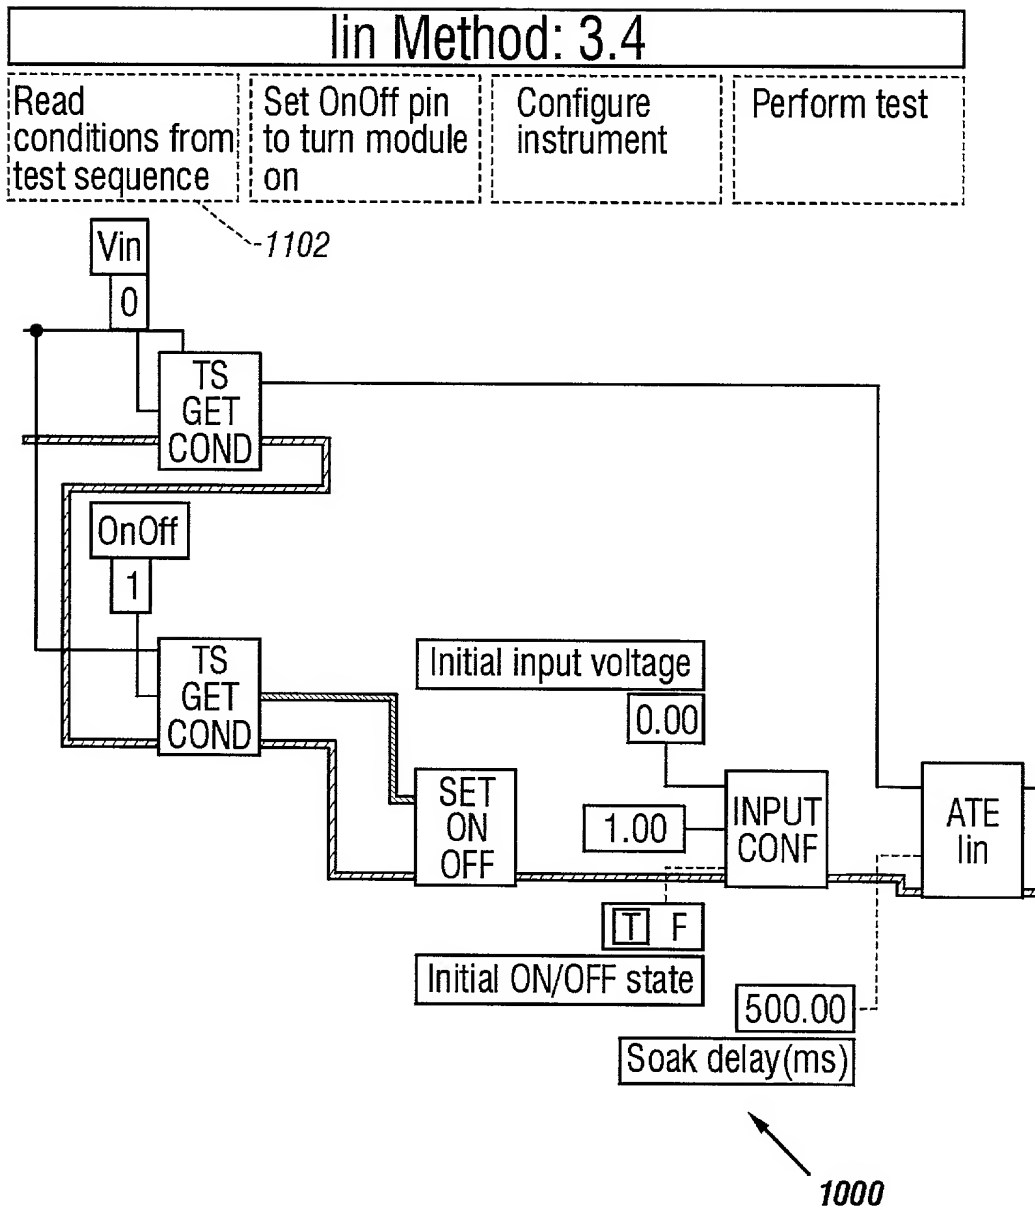 Iin Method: 3.4
Read
conditions from
test sequence
Set OnOff pin
to turn module
on
Configure
instrument
Perform test
1102
Vin
0
TS
GET
COND
OnOff
1
TS
GET
COND
Initial input voltage
0.00
SET
ON
OFF
1.00
INPUT
CONF
ATE
Iin
T F
Initial ON/OFF state
500.00
Soak delay(ms)
1000